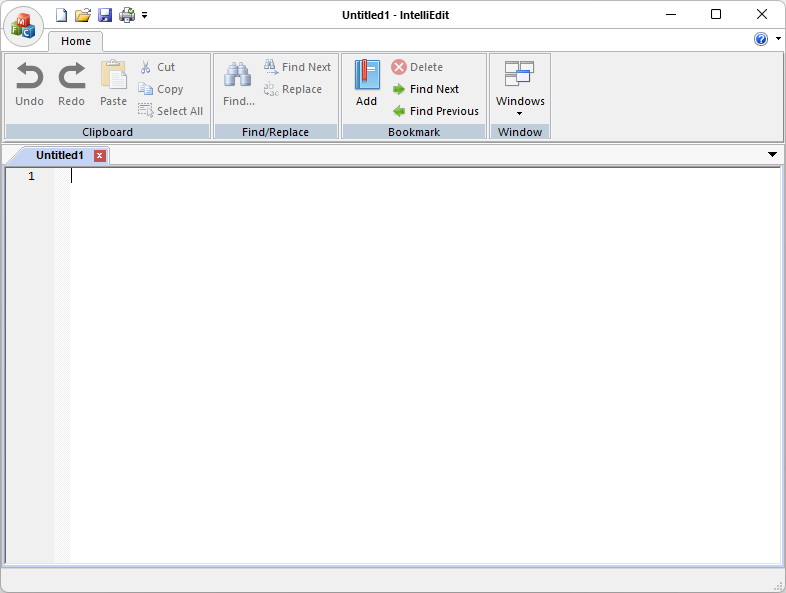 Untitled1 - IntelliEdit
Home
Undo
Redo
Paste
Cut
Copy
Select All
Clipboard
Find...
Find Next
Replace
Find/Replace
Add
Delete
Find Next
Find Previous
Bookmark
Windows
Window
Untitled1
1